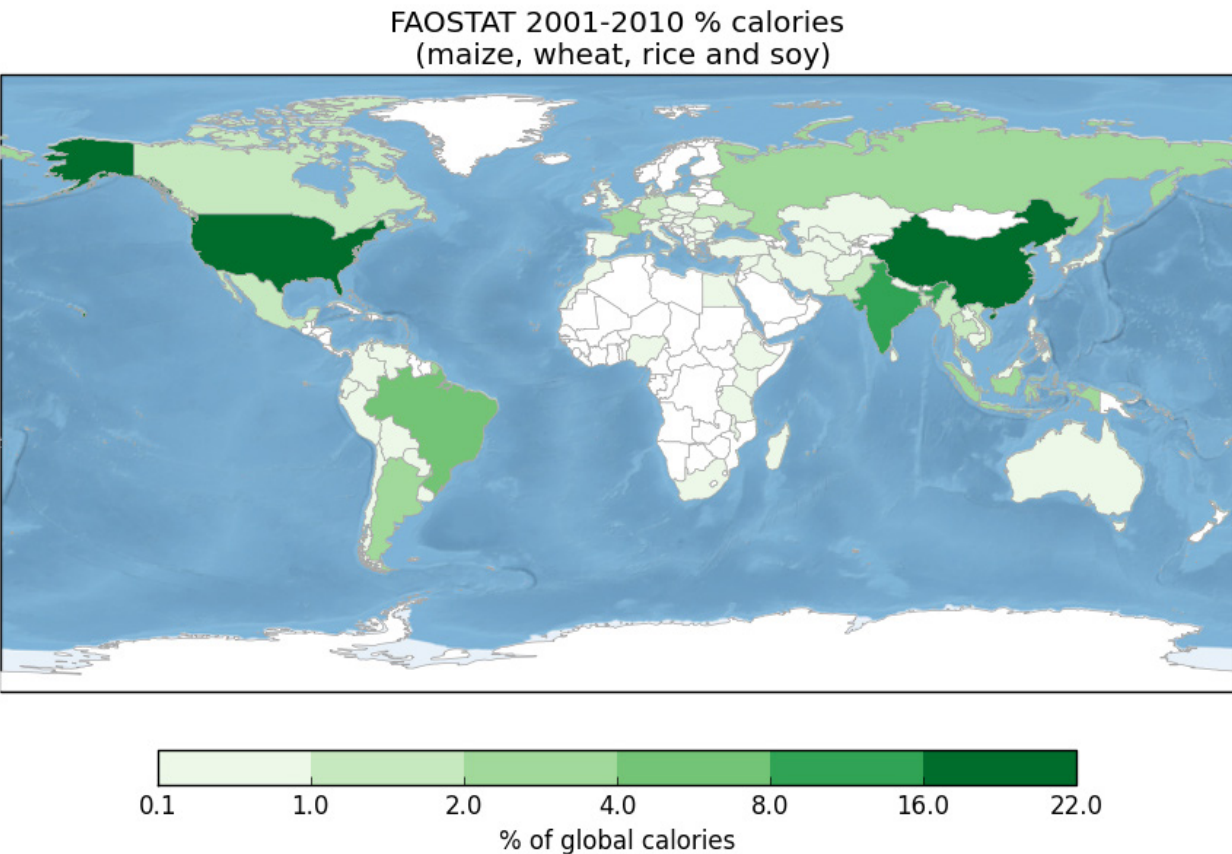 FAOSTAT 2001-2010 % calories
(maize, wheat, rice and soy)
0.1 1.0 2.0 4.0 8.0 16.0 22.0
% of global calories